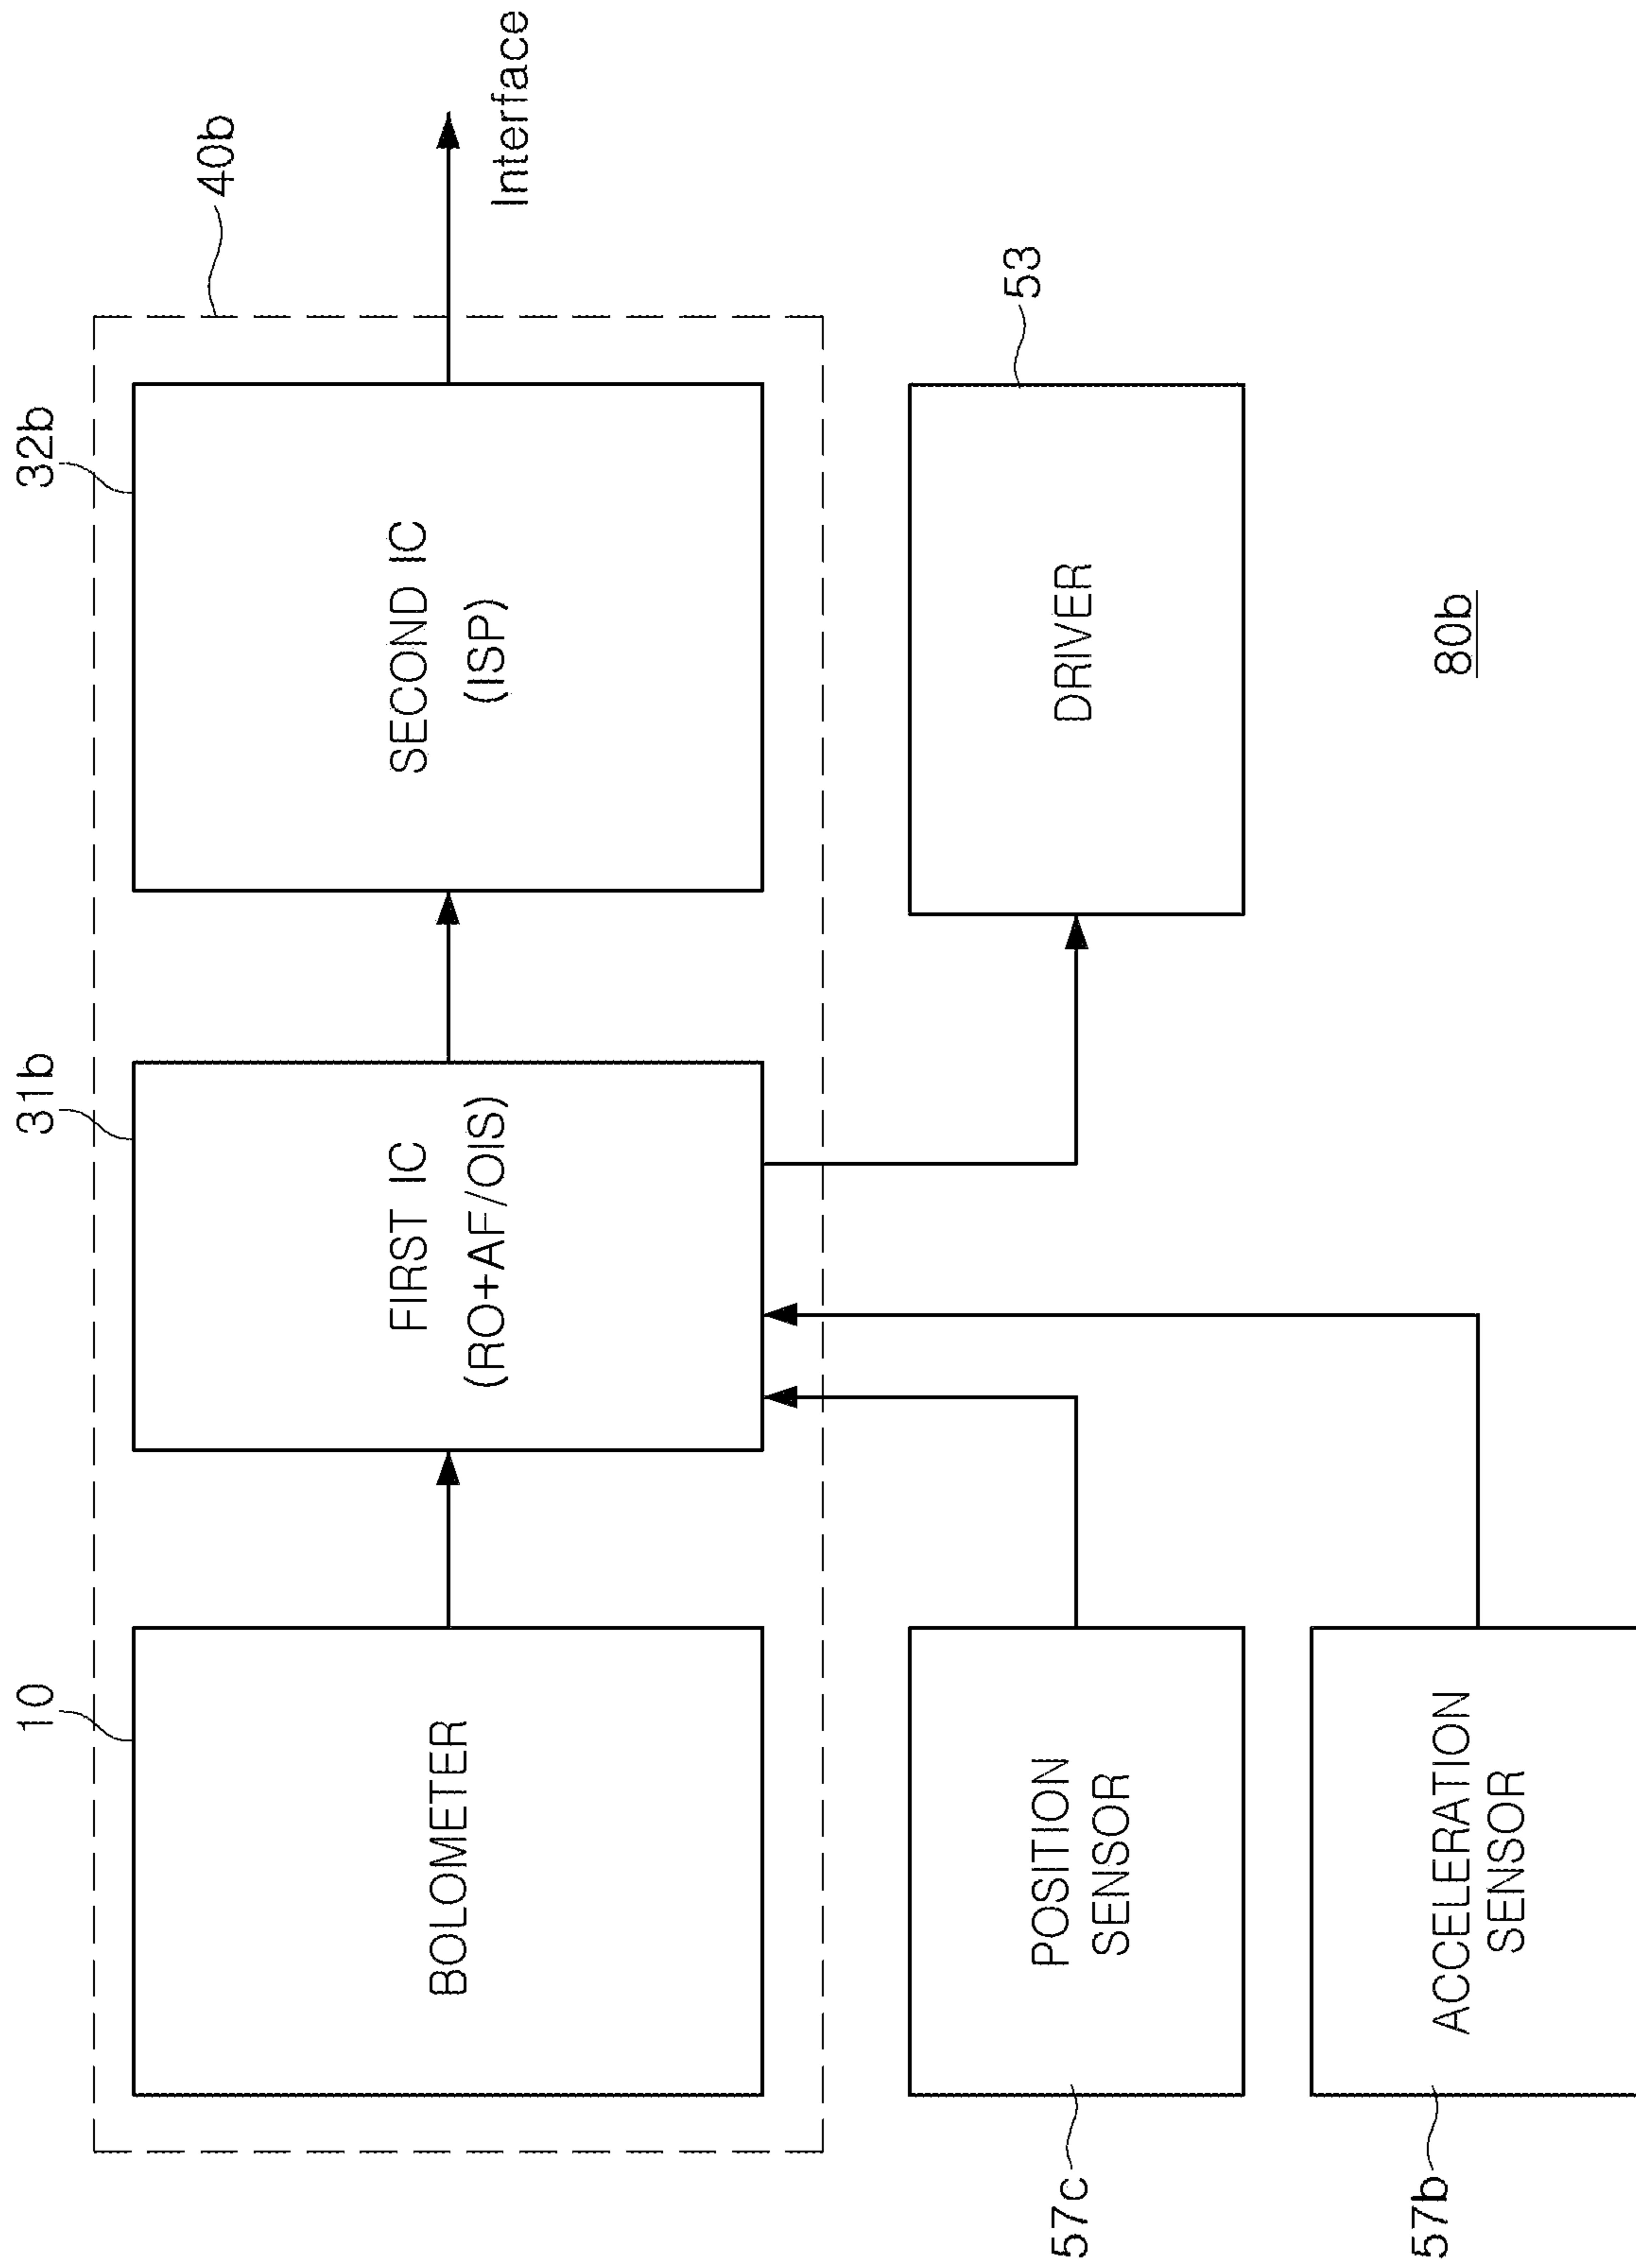 10
31b
32b
40b
BOLOMETER
FIRST IC
(RO+AF/OIS)
SECOND IC
(ISP)
Interface
57c
POSITION
SENSOR
DRIVER
53
57b
ACCELERATION
SENSOR
80b